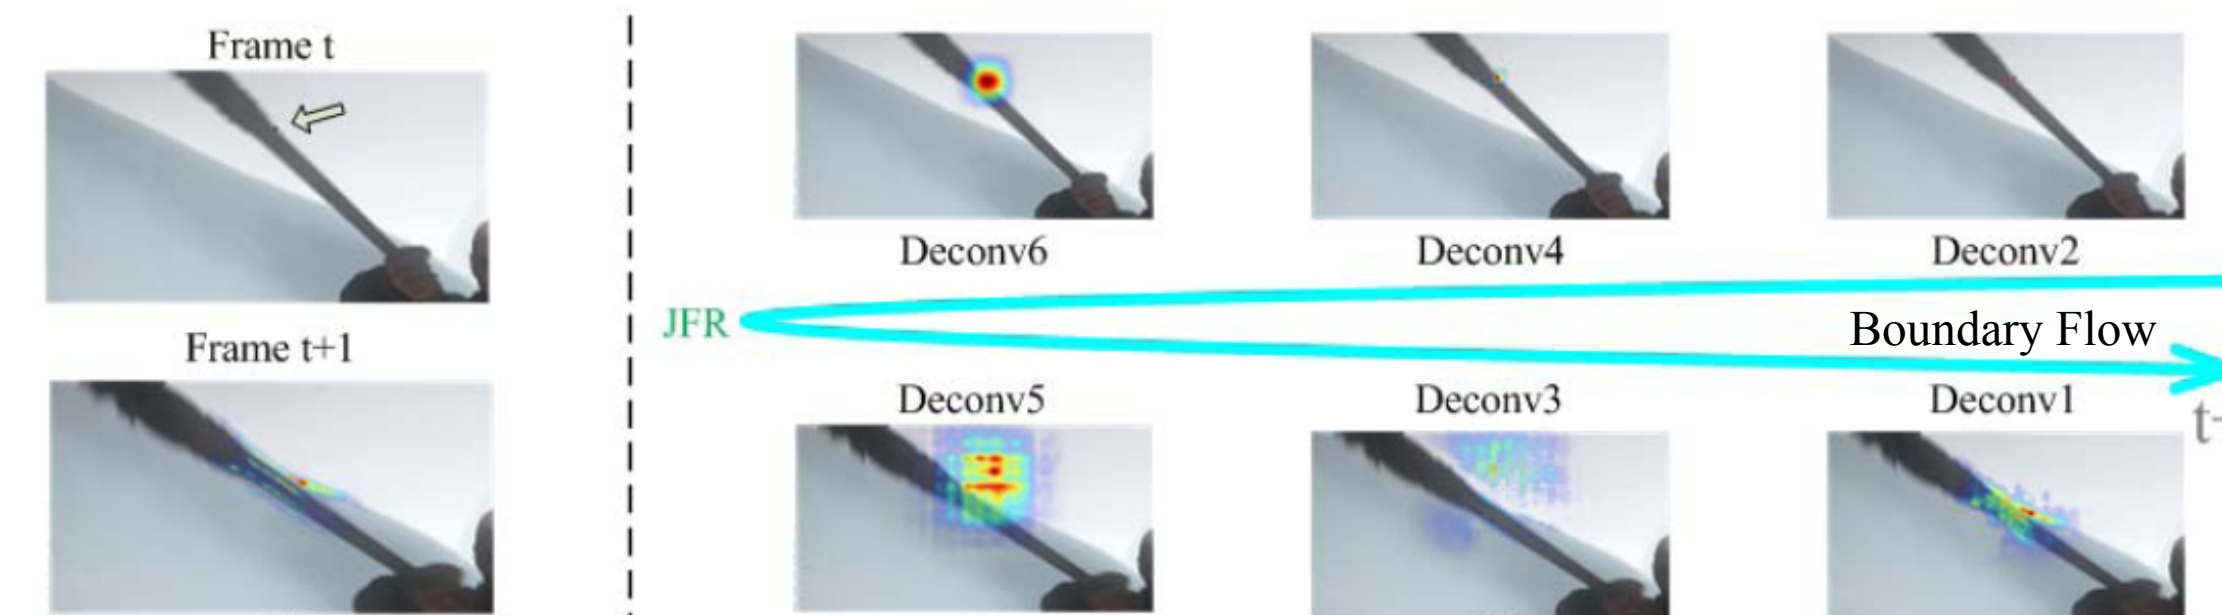 Frame t
Deconv6
Deconv4
Deconv2
JFR
Boundary Flow
Frame t+1
Deconv5
Deconv3
Deconv1